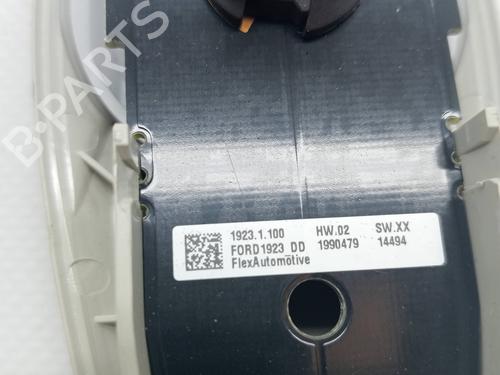 B-PARTS
1923.1.100 HW.02 SW.XX
FORD1923 DD 1990479 14494
FlexAutomotive